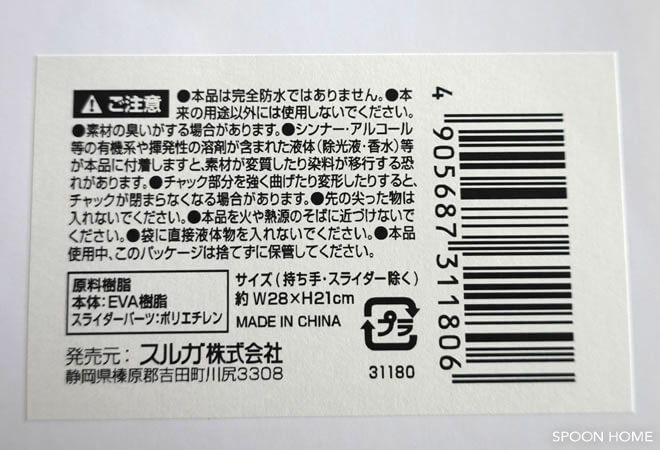 ご注意 ●本品は完全防水ではありません。●本
来の用途以外には使用しないでください。
●素材の臭いがする場合があります。●シンナー・アルコール
等の有機系や揮発性の溶剤が含まれた液体(除光液・香水)等
が本品に付着しますと、素材が変質したり染料が移行する恐
れがあります。●チャック部分を強く曲げたり変形したりすると、
チャックが閉まらなくなる場合があります。●先の尖った物は
入れないでください。●本品を火や熱源のそばに近づけないで
ください。●袋に直接液体物を入れないでください。●本品
使用中、このパッケージは捨てずに保管してください。
原料樹脂
本体:EVA樹脂
スライダーパーツ:ポリエチレン
サイズ(持ち手・スライダー除く)
約 W28×H21cm
MADE IN CHINA
プラ
発売元: スルガ株式会社
静岡県榛原郡吉田町川尻3308
31180
4 905687 311806
SPOON HOME